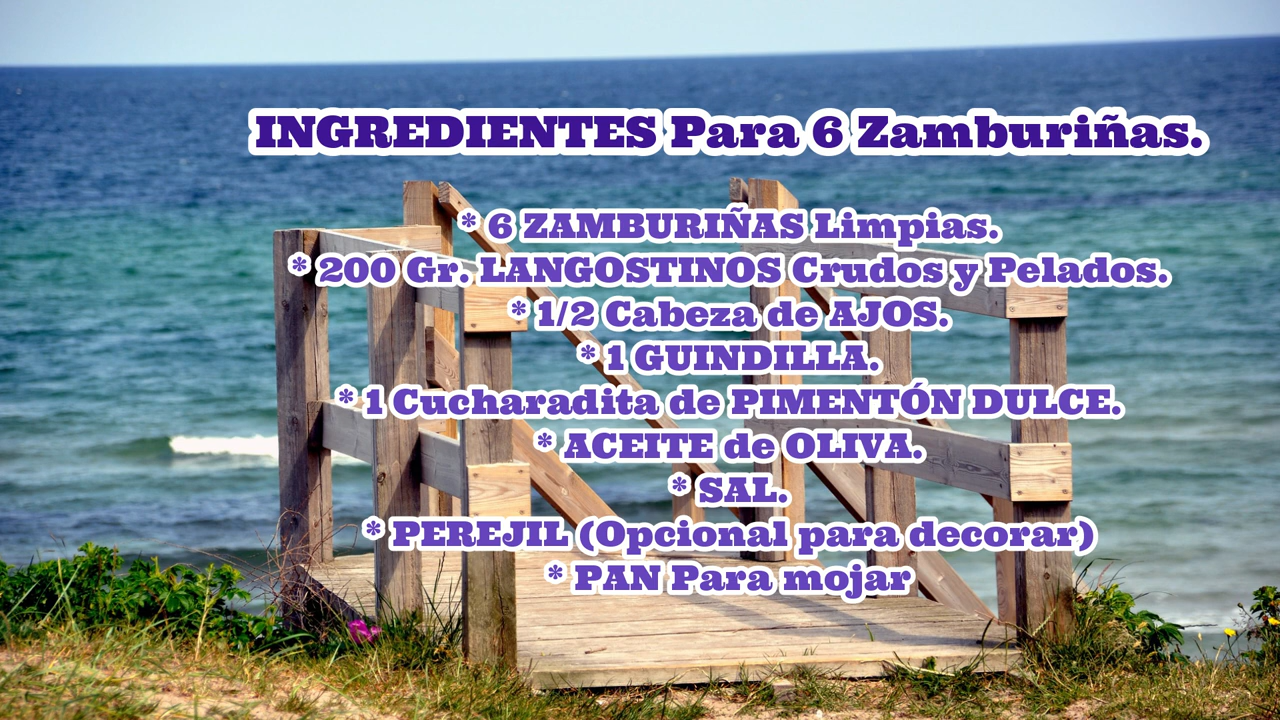 INGREDIENTES Para 6 Zamburiñas.
* 6 ZAMBURIÑAS Limpias.
* 200 Gr. LANGOSTINOS Crudos y Pelados.
* 1/2 Cabeza de AJOS.
* 1 GUINDILLA.
* 1 Cucharadita de PIMENTÓN DULCE.
* ACEITE de OLIVA.
* SAL.
* PEREJIL (Opcional para decorar)
* PAN Para mojar